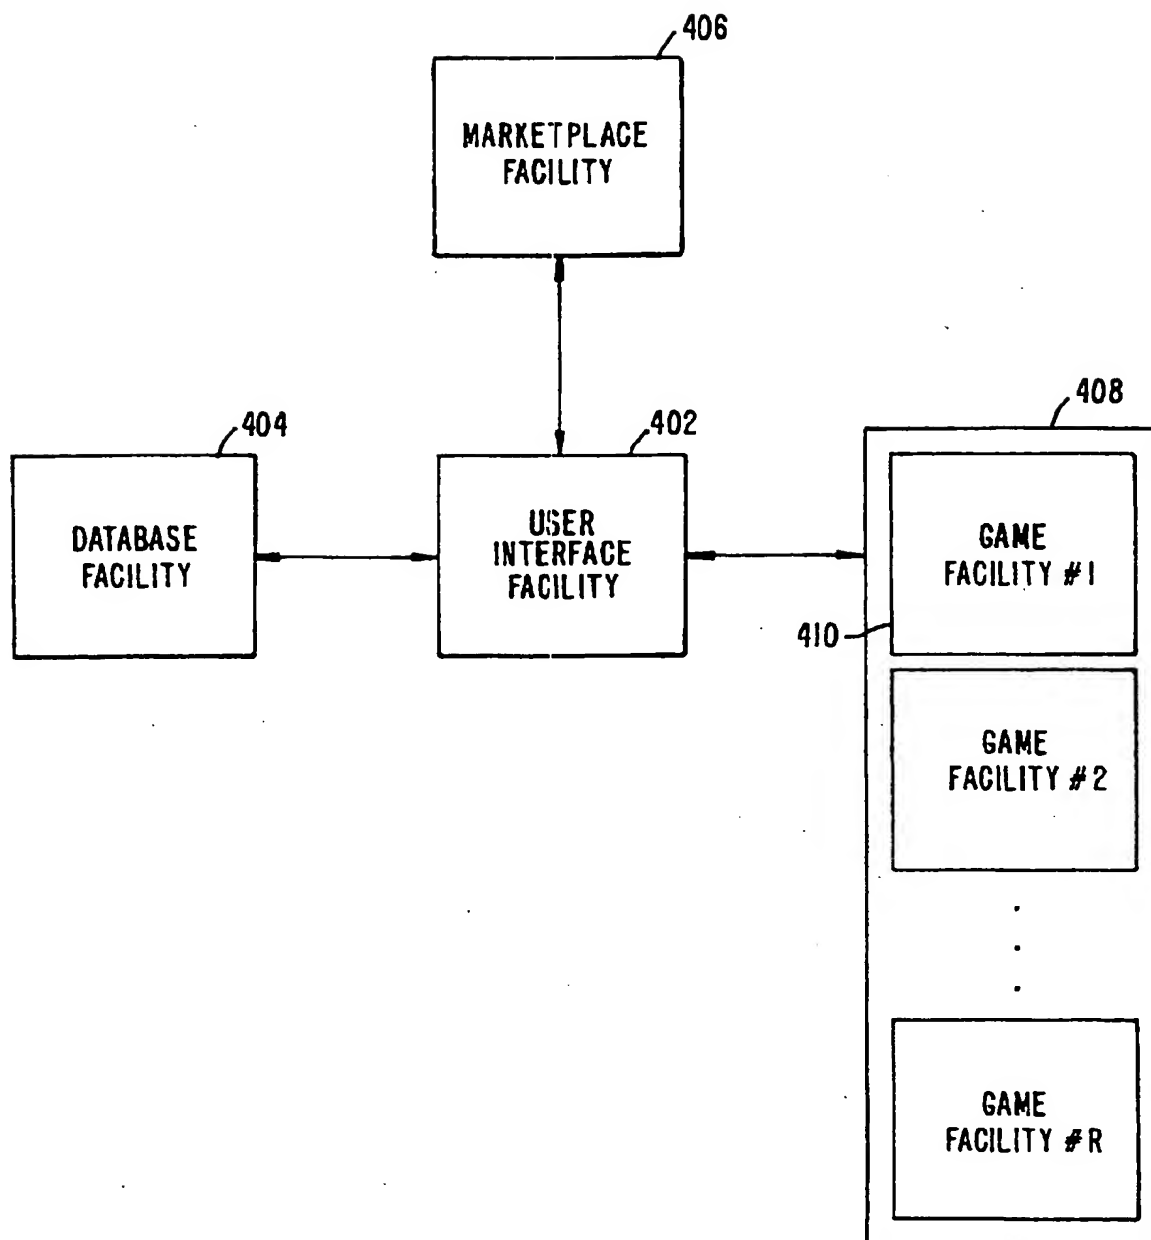 406
MARKETPLACE
FACILITY
404
DATABASE
FACILITY
402
USER
INTERFACE
FACILITY
408
GAME
FACILITY #1
410
GAME
FACILITY #2
GAME
FACILITY #R